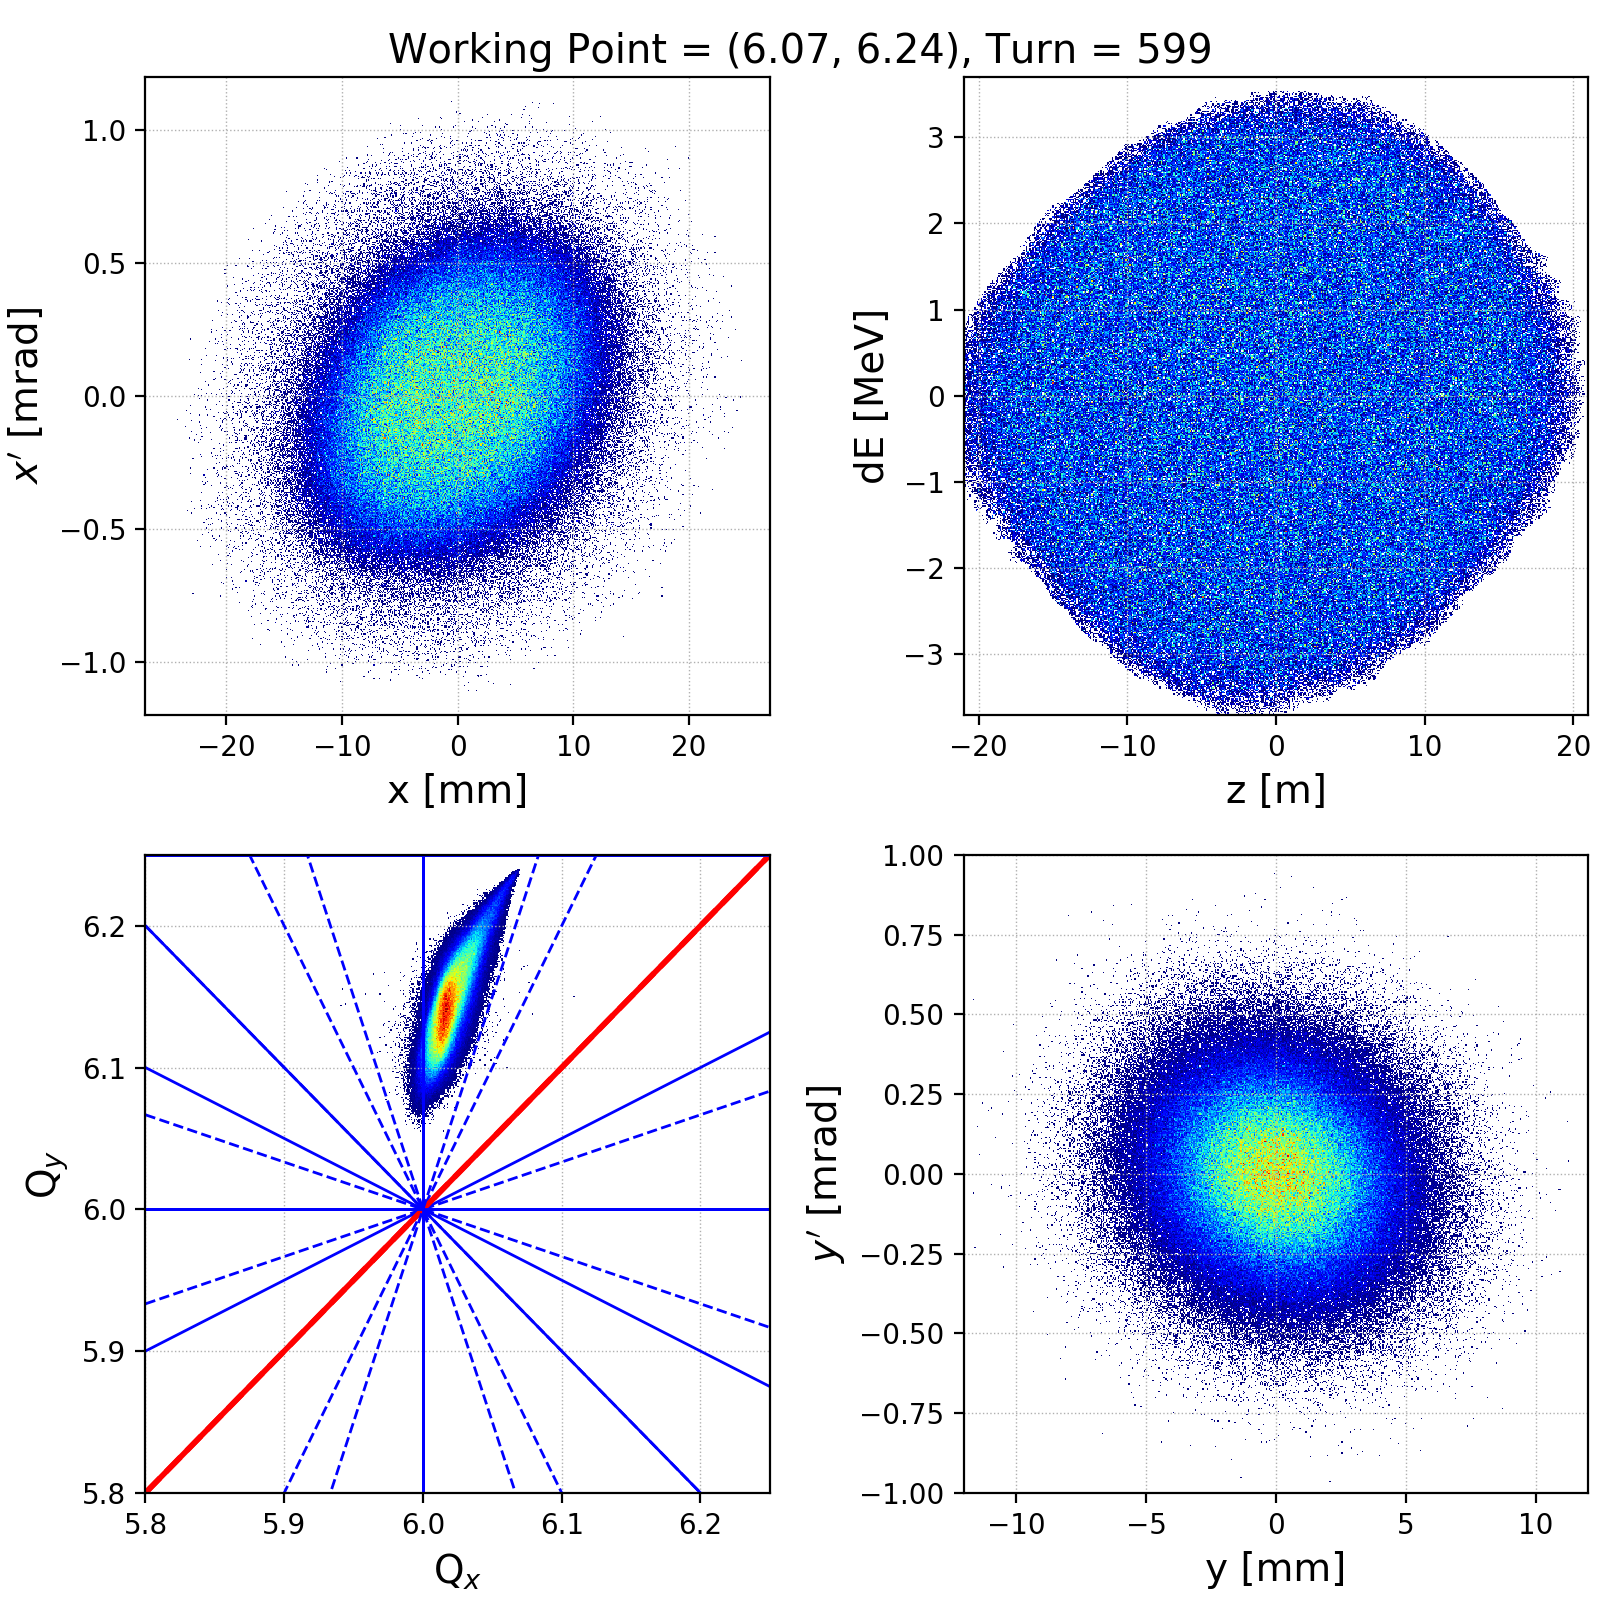 Working Point = (6.07, 6.24), Turn = 599
1.0
0.5
0.0
−0.5
−1.0
x′ [mrad]
−20 −10 0 10 20
x [mm]
3
2
1
0
−1
−2
−3
dE [MeV]
−20 −10 0 10 20
z [m]
6.2
6.1
6.0
5.9
5.8
Qy
5.8 5.9 6.0 6.1 6.2
Qx
1.00
0.75
0.50
0.25
0.00
−0.25
−0.50
−0.75
−1.00
y′ [mrad]
−10 −5 0 5 10
y [mm]